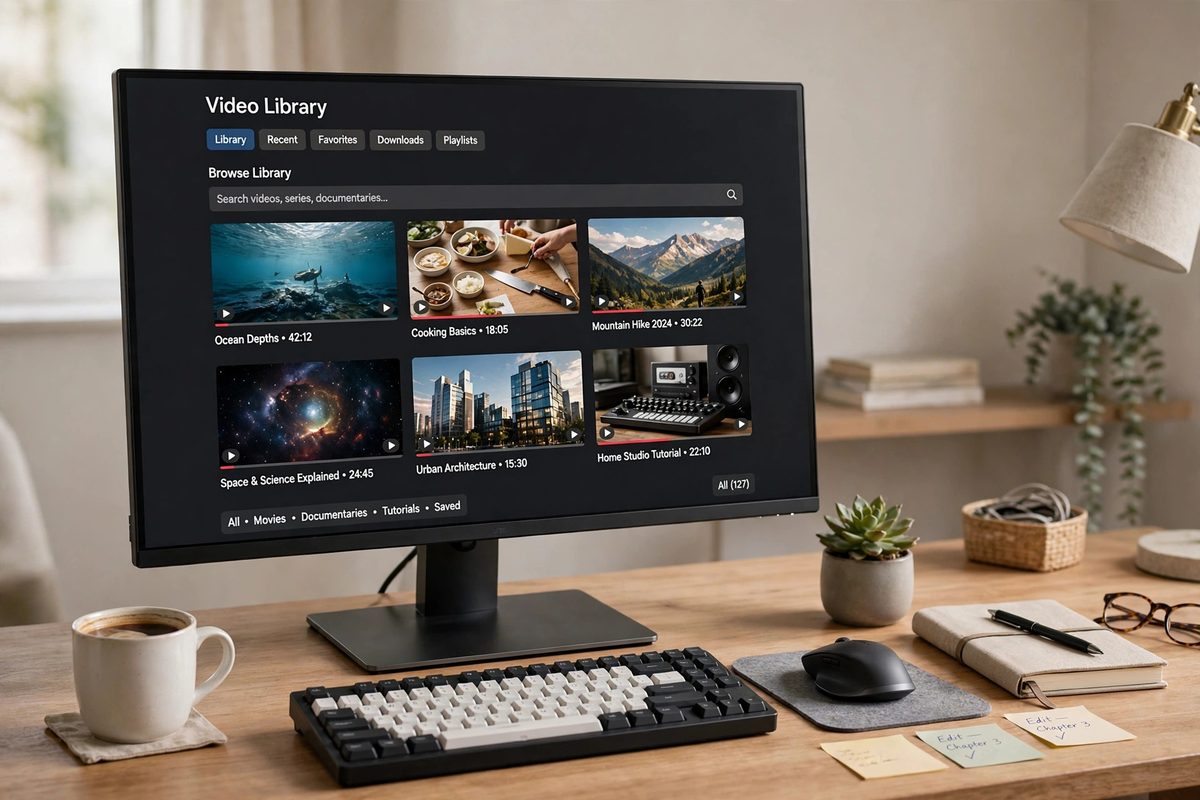 Video Library
Library Recent Favorites Downloads Playlists
Browse Library
Search videos, series, documentaries...
Ocean Depths • 42:12
Cooking Basics • 18:05
Mountain Hike 2024 • 30:22
Space & Science Explained • 24:45
Urban Architecture • 15:30
Home Studio Tutorial • 22:10
All (127)
All • Movies • Documentaries • Tutorials • Saved
Edit —
Chapter 3
Edit —
Chapter 3